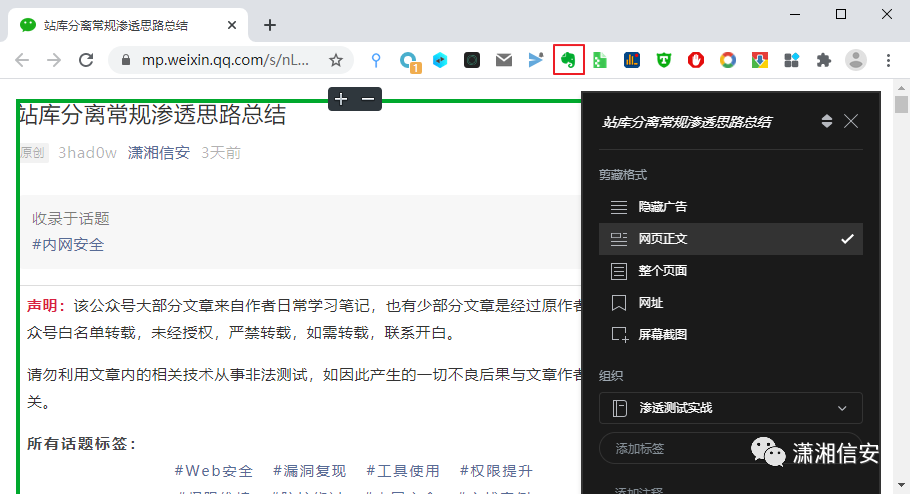 站库分离常规渗透思路总结
mp.weixin.qq.com/s/nL...
1
站库分离常规渗透思路总结
原创 3had0w 潇湘信安 3天前
收录于话题
#内网安全
声明：该公众号大部分文章来自作者日常学习笔记，也有少部分文章是经过原作者
众号白名单转载，未经授权，严禁转载，如需转载，联系开白。
请勿利用文章内的相关技术从事非法测试，如因此产生的一切不良后果与文章作者
关。
所有话题标签：
#Web安全 #漏洞复现 #工具使用 #权限提升
站库分离常规渗透思路总结
剪藏格式
隐藏广告
网页正文
整个页面
网址
屏幕截图
组织
渗透测试实战
添加标签
潇湘信安